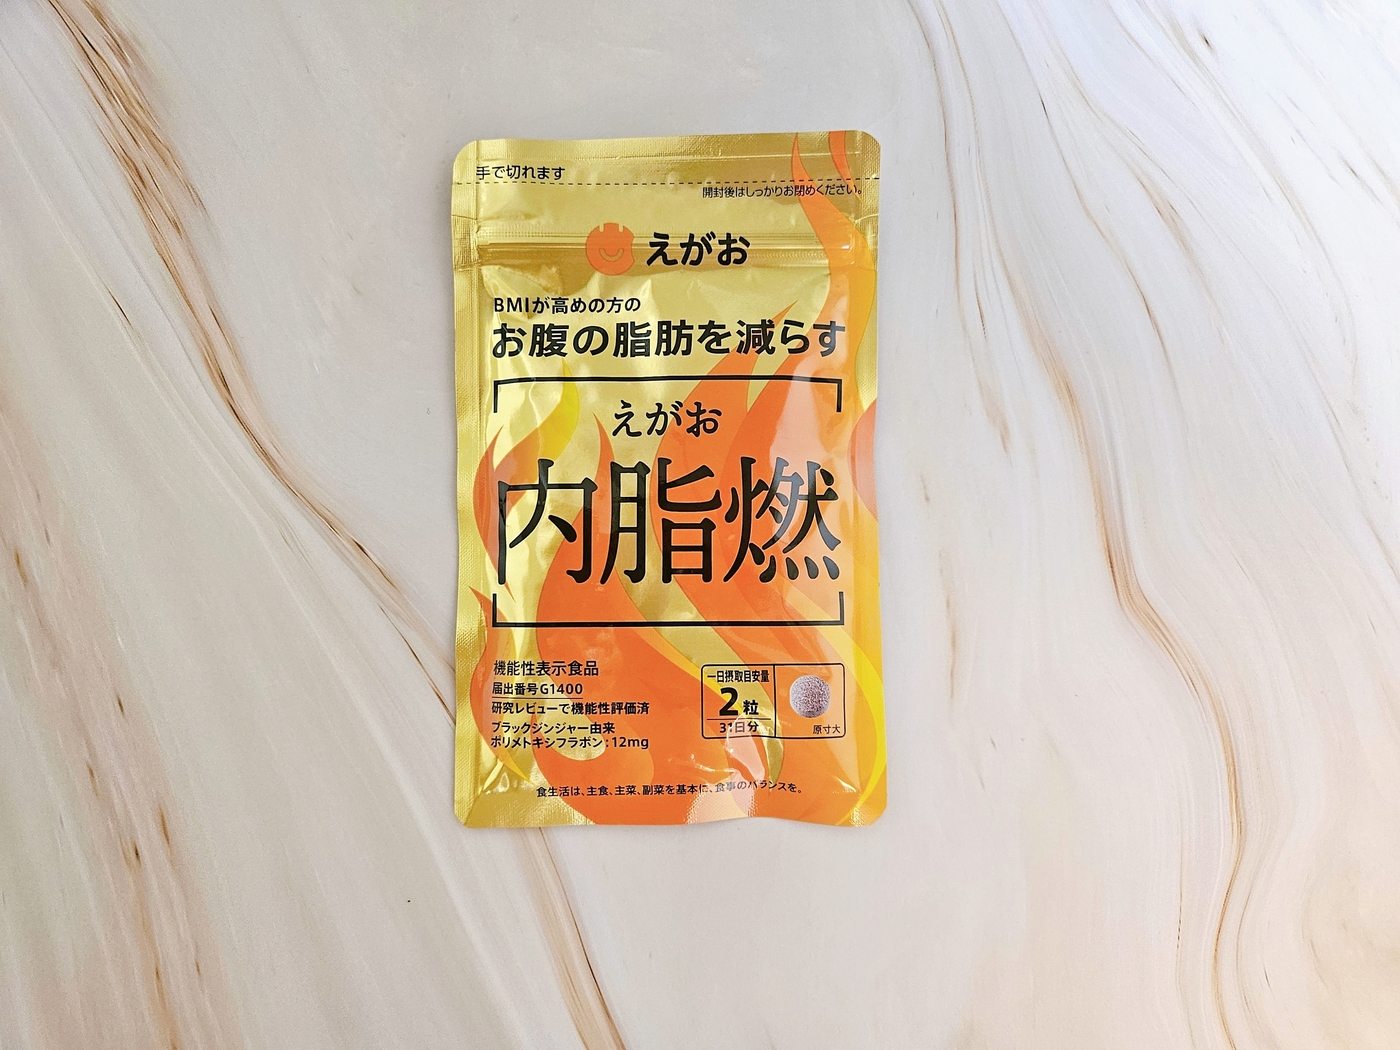 手で切れます
開封後はしっかりお閉めください。
えがお
BMIが高めの方の
お腹の脂肪を減らす
えがお
内脂燃
機能性表示食品
届出番号G1400
研究レビューで機能性評価済
ブラックジンジャー由来
ポリメトキシフラボン:12mg
一日摂取目安量
2粒
31日分
原寸大
食生活は、主食、主菜、副菜を基本に、食事のバランスを。